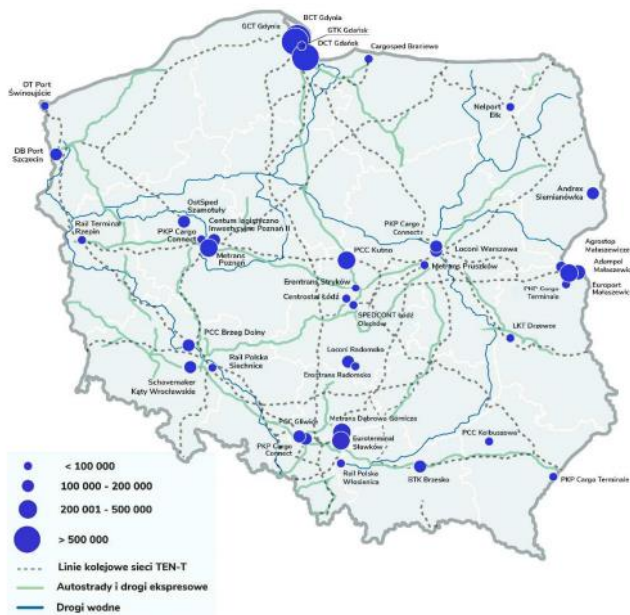 BCT Gdynia
GCT Gdynia
GTK Gdańsk
DCT Gdańsk
Cargosped Braniewo
OT Port
Świnoujście
Nelport
Ełk
DB Port
Szczecin
Andrex
Siemianówka
OstSped
Szamotuły
Centum logistyczno
Inwestycyjne Poznań II
PKP Cargo
Connect
Rail Terminal
Rzepin
Metrans
Poznań
PKP Cargo
Connects
Loconi Warszawa
PCC Kutno
Metrans Pruszków
Agrostop
Małaszewicze
Adampol
Małaszewicze
Europort
Małaszewicze
PKP Cargo
Terminale
Erontrans Stryków
Centrostal Łódź
SPEDCONT Łódź
Olechów
LKT Drzewce
PCC Brzeg Dolny
Rail Polska
Siechnice
Loconi Radomsko
Erontrans Radomsko
Schavemaker
Kąty Wrocławskie
Metrans Dąbrowa Górnicza
PCC Gliwice
Euroterminal
Sławków
PKP Cargo
Connect
PCC Kolbuszowa
Rail Polska
Włosienica
BTK Brzesko
PKP Cargo Terminale
< 100 000
100 000 - 200 000
200 001 - 500 000
> 500 000
Linie kolejowe sieci TEN-T
Autostrady i drogi ekspresowe
Drogi wodne